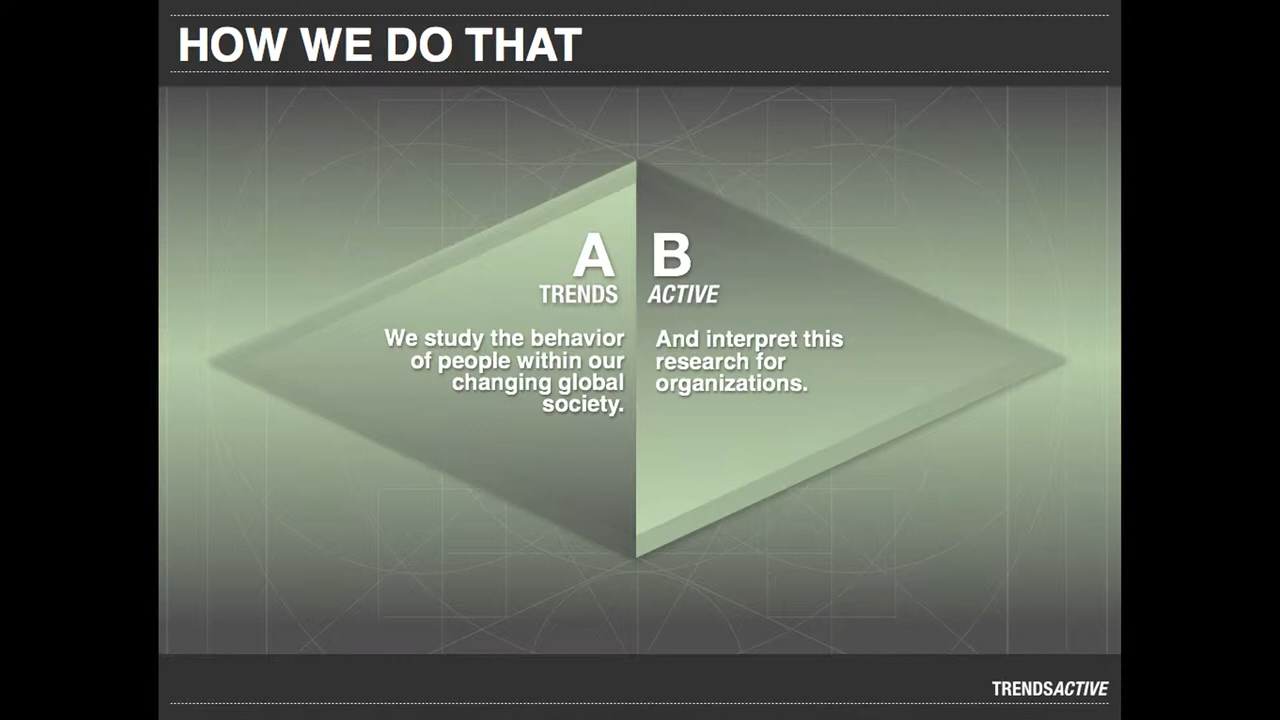 HOW WE DO THAT
A
TRENDS
We study the behavior
of people within our
changing global
society.
B
ACTIVE
And interpret this
research for
organizations.
TRENDSACTIVE